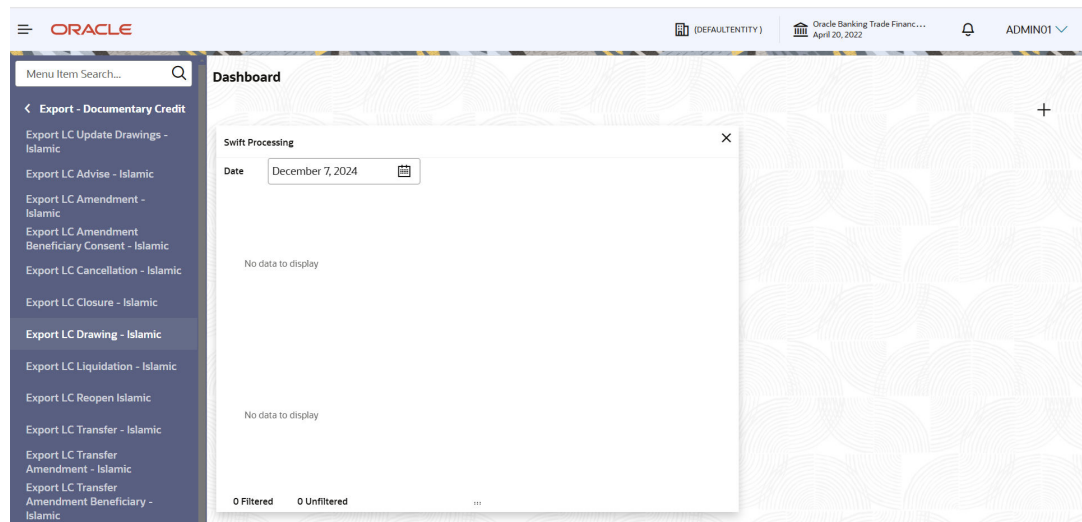 ORACLE
(DEFAULTENTITY )
Oracle Banking Trade Financ...
April 20, 2022
ADMIN01
Menu Item Search...
Export - Documentary Credit
Export LC Update Drawings -
Islamic
Export LC Advise - Islamic
Export LC Amendment -
Islamic
Export LC Amendment
Beneficiary Consent - Islamic
Export LC Cancellation - Islamic
Export LC Closure - Islamic
Export LC Drawing - Islamic
Export LC Liquidation - Islamic
Export LC Reopen Islamic
Export LC Transfer - Islamic
Export LC Transfer
Amendment - Islamic
Export LC Transfer
Amendment Beneficiary -
Islamic
Dashboard
Swift Processing
Date December 7, 2024
No data to display
No data to display
0 Filtered 0 Unfiltered